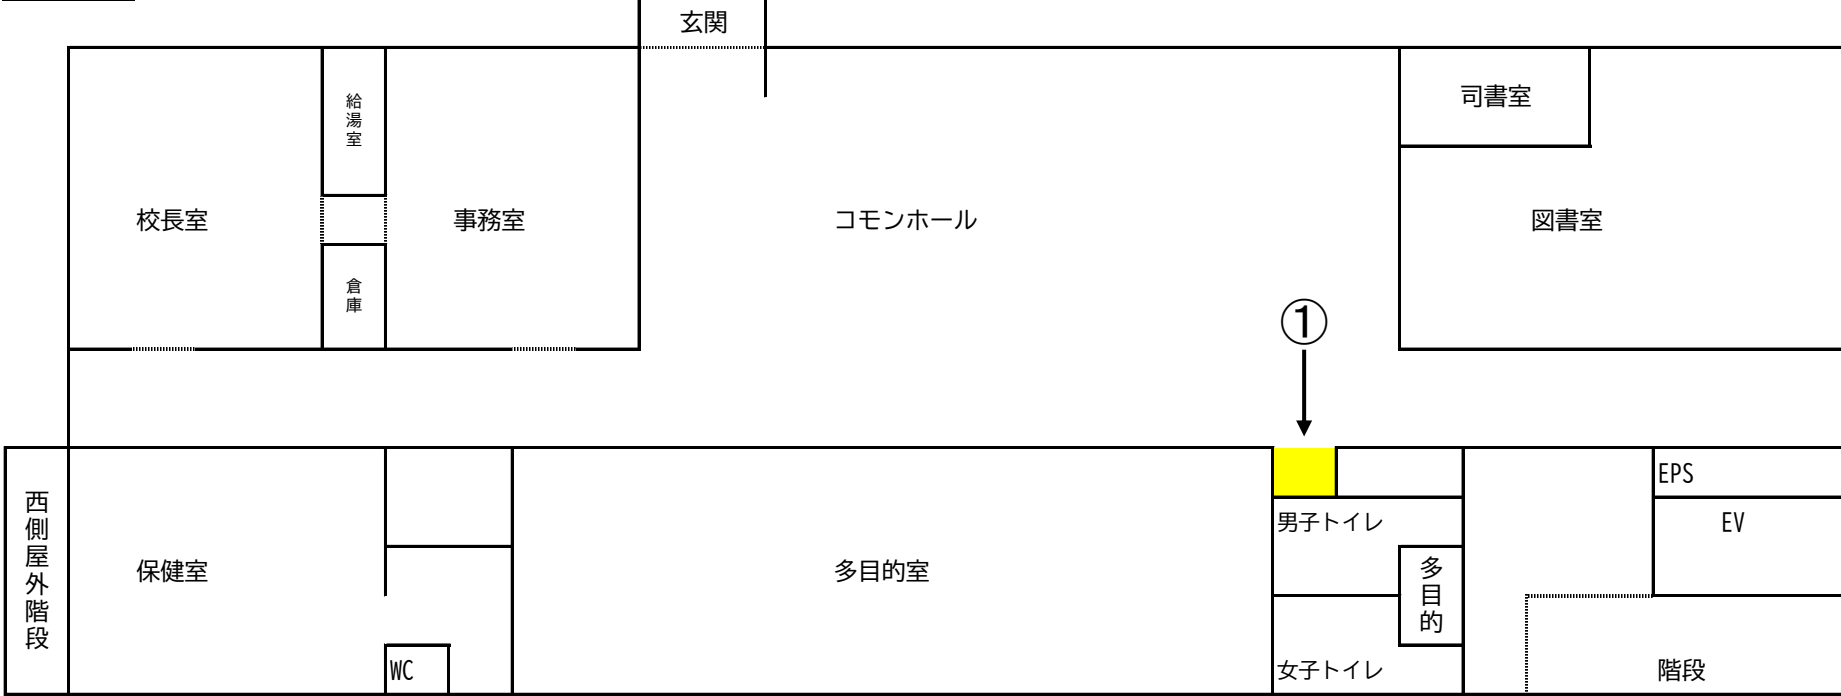 玄関
司書室
給湯室
校長室
事務室
コモンホール
図書室
倉庫
①
EPS
西側屋外階段
男子トイレ
EV
保健室
多目的室
多目的
WC
女子トイレ
階段